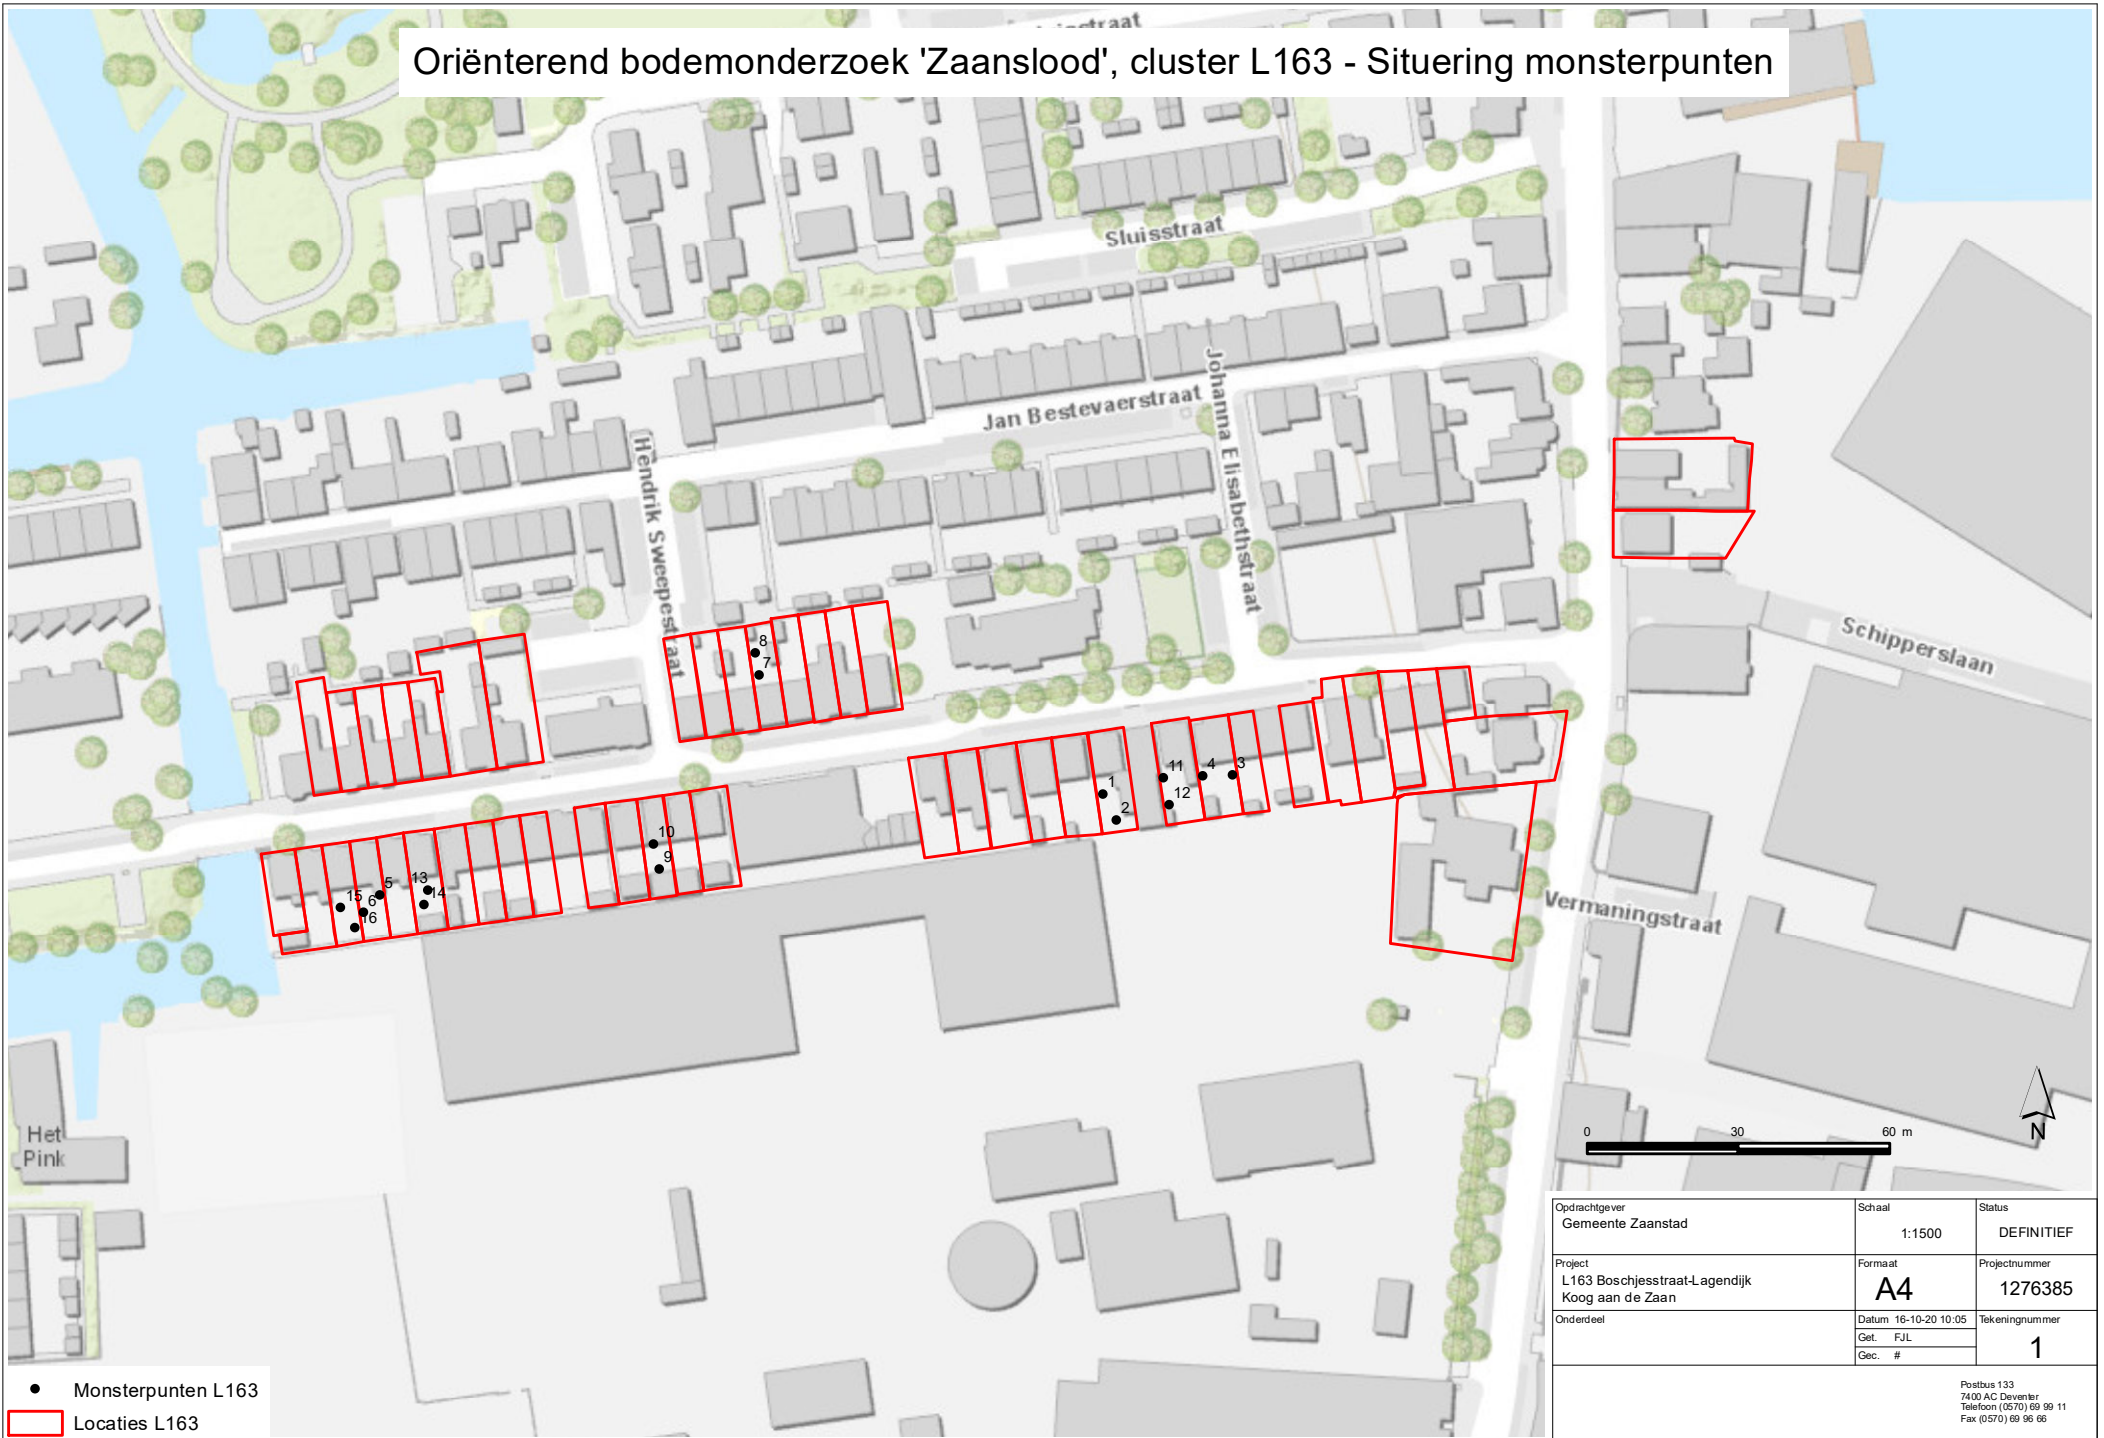 Oriënterend bodemonderzoek 'Zaanslood', cluster L163 - Situering monsterpunten
Sluisstraat
Jan Bestevaerstraat
Johanna Elisabethstraat
Hendrik Sweepestraat
Schipperslaan
Vermaningstraat
Het
Pink
8
7
11
4
3
1
12
2
10
9
5
13
15
6
14
16
0 30 60 m
N
Monsterpunten L163
Locaties L163
Opdrachtgever
Gemeente Zaanstad
Schaal
1:1500
Status
DEFINITIEF
Project
L163 Boschjesstraat-Lagendijk
Koog aan de Zaan
Formaat
A4
Projectnummer
1276385
Onderdeel
Datum 16-10-20 10:05
Get. FJL
Gec. #
Tekeningnummer
1
Postbus 133
7400 AC Deventer
Telefoon (0570) 69 99 11
Fax (0570) 69 96 66